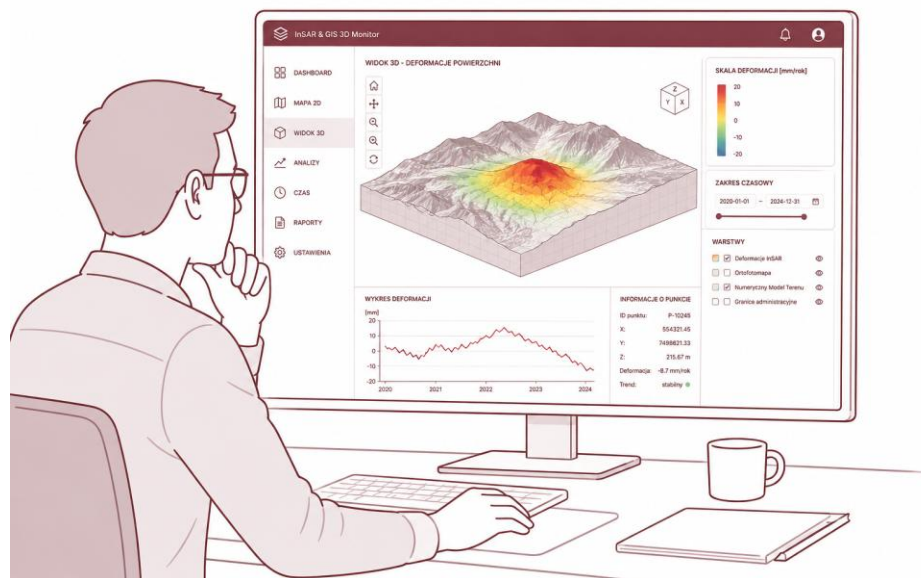 InSAR & GIS 3D Monitor
DASHBOARD
MAPA 2D
WIDOK 3D
ANALIZY
CZAS
RAPORTY
USTAWIENIA
WIDOK 3D - DEFORMACJE POWIERZCHNI
Z
Y X
SKALA DEFORMACJI [mm/rok]
20
10
0
-10
-20
ZAKRES CZASOWY
2020-01-01 - 2024-12-31
WARSTWY
Deformacje InSAR
Ortofotomapa
Numeryczny Model Terenu
Granice administracyjne
WYKRES DEFORMACJI
[mm]
20
10
0
-10
-20
2020 2021 2022 2023 2024
INFORMACJE O PUNKCIE
ID punktu: P-10245
X: 554321.45
Y: 7498621.33
Z: 215.67 m
Deformacja: -8.7 mm/rok
Trend: stabilny